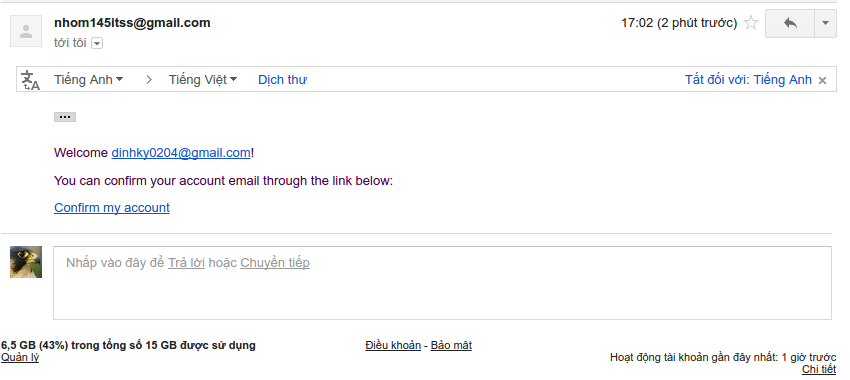 nhom145itss@gmail.com 17:02 (2 phút trước)
tới tôi
Tiếng Anh Tiếng Việt Dịch thư Tất đối với: Tiếng Anh
Welcome dinhky0204@gmail.com!
You can confirm your account email through the link below:
Confirm my account
Nhấp vào đây để Trả lời hoặc Chuyển tiếp
6,5 GB (43%) trong tổng số 15 GB được sử dụng
Quản lý
Điều khoản - Bảo mật
Hoạt động tài khoản gần đây nhất: 1 giờ trước
Chi tiết